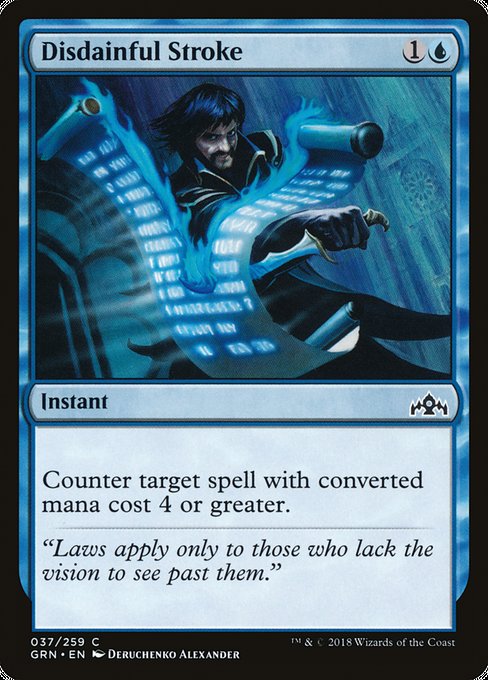 Disdainful Stroke 1
Instant
Counter target spell with converted
mana cost 4 or greater.
“Laws apply only to those who lack the
vision to see past them.”
037/259 C
GRN • EN Deruchenko Alexander
™ & © 2018 Wizards of the Coast